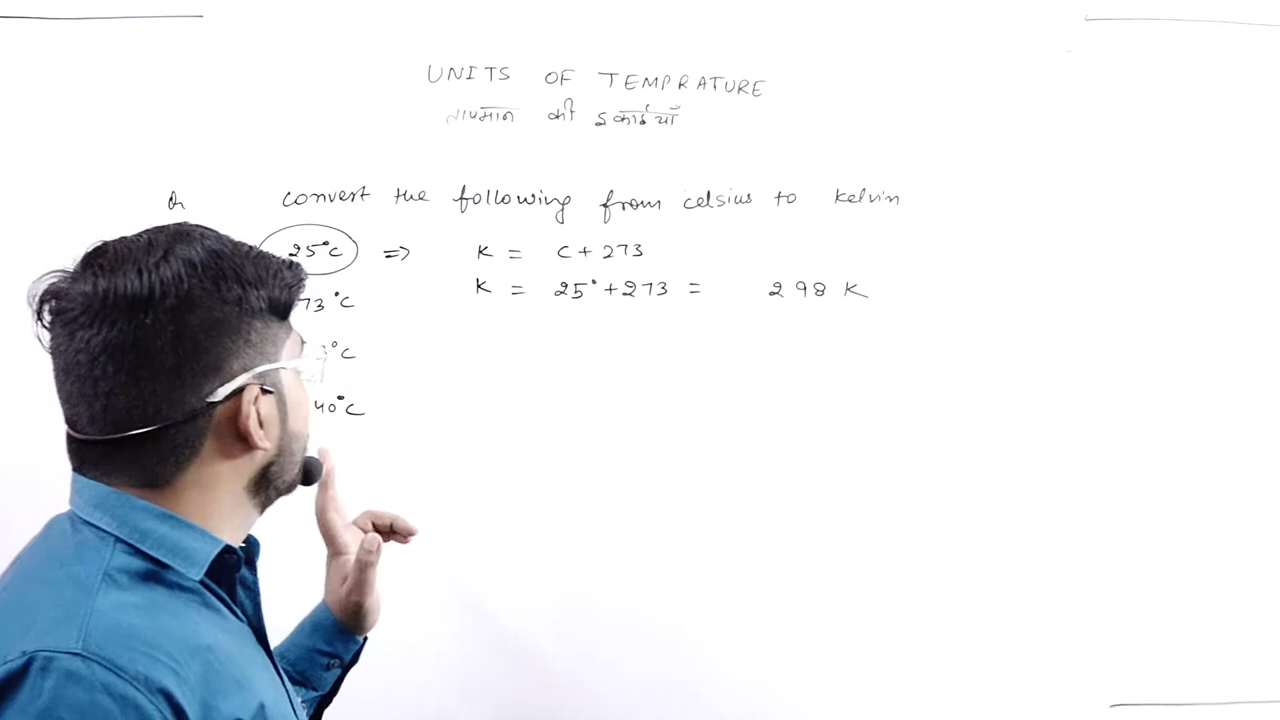 UNITS OF TEMPRATURE
तापमान की इकाईयाँ
convert the following from celsius to kelvin
25°C ⇒ K = C + 273
K = 25° + 273 = 298 K
73 °C
3°C
40°C